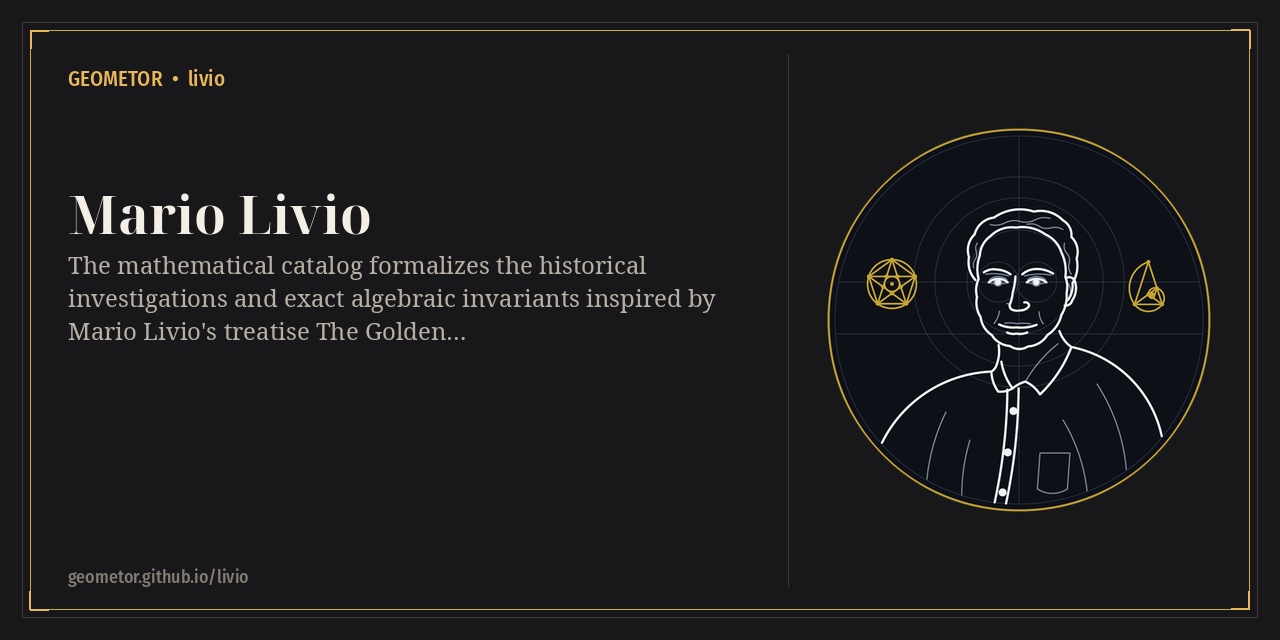 GEOMETOR • livio
Mario Livio
The mathematical catalog formalizes the historical
investigations and exact algebraic invariants inspired by
Mario Livio's treatise The Golden...
geometor.github.io/livio